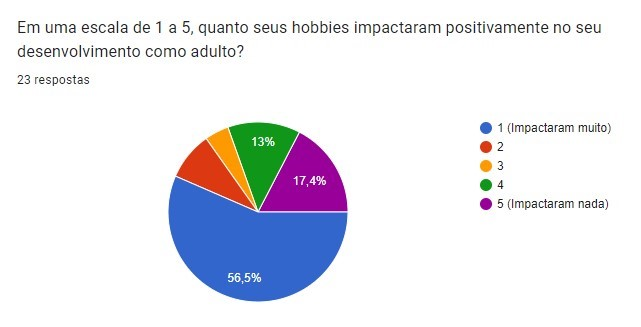 Em uma escala de 1 a 5, quanto seus hobbies impactaram positivamente no seu
desenvolvimento como adulto?
23 respostas
13%
17,4%
56,5%
1 (Impactaram muito)
2
3
4
5 (Impactaram nada)